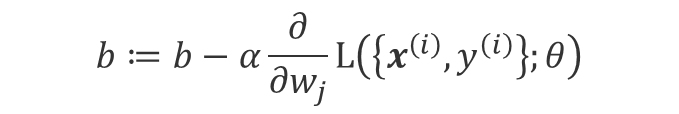 b := b − α ∂/∂w_j L({x^(i), y^(i)}; θ)